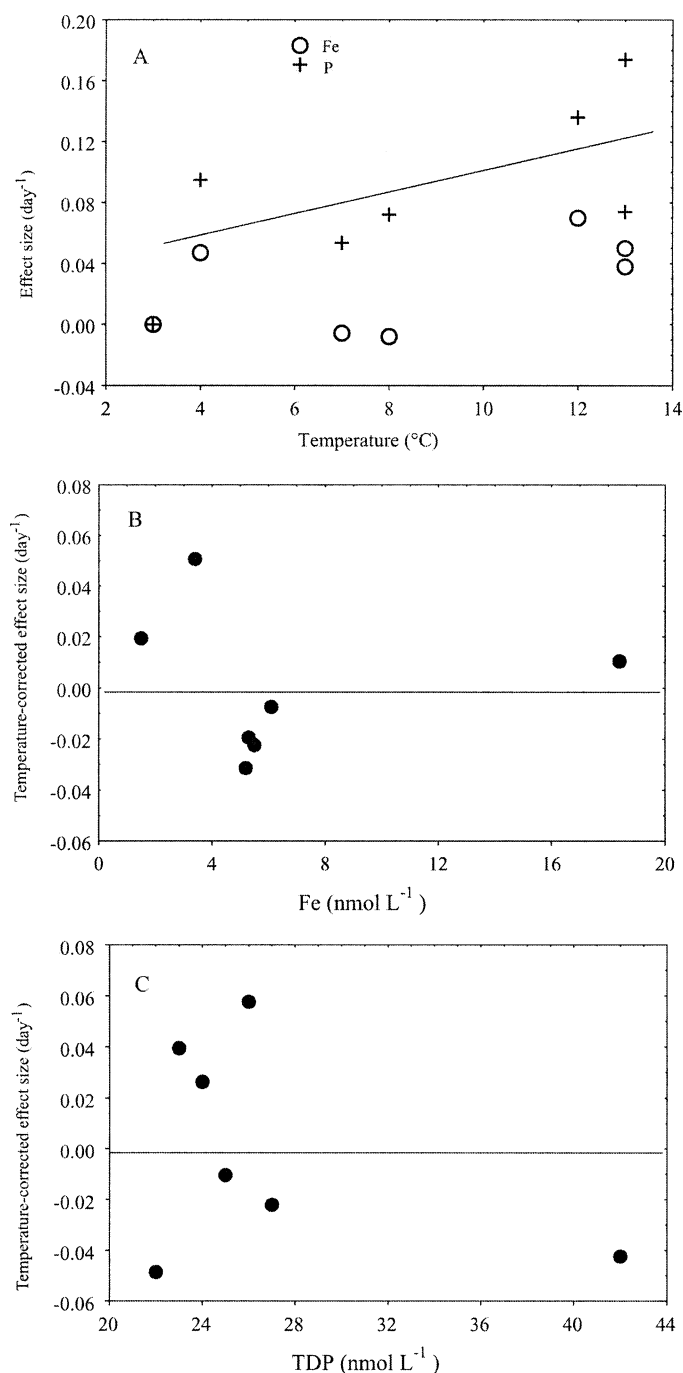 A
Fe
P
0.20
0.16
0.12
0.08
0.04
0.00
-0.04
Effect size (day-1)
2 4 6 8 10 12 14
Temperature (°C)
B
0.08
0.06
0.04
0.02
0.00
-0.02
-0.04
-0.06
Temperature-corrected effect size (day-1)
0 4 8 12 16 20
Fe (nmol L-1 )
C
0.08
0.06
0.04
0.02
0.00
-0.02
-0.04
-0.06
Temperature-corrected effect size (day-1)
20 24 28 32 36 40 44
TDP (nmol L-1 )